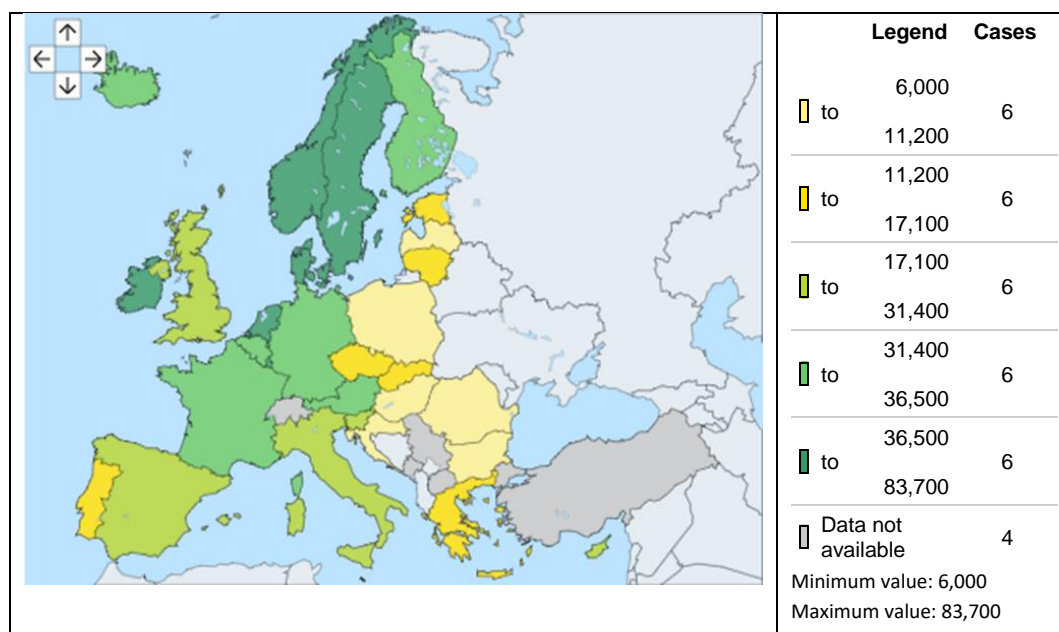 Legend Cases
6,000
to 6
11,200
11,200
to 6
17,100
17,100
to 6
31,400
31,400
to 6
36,500
36,500
to 6
83,700
Data not
available 4
Minimum value: 6,000
Maximum value: 83,700